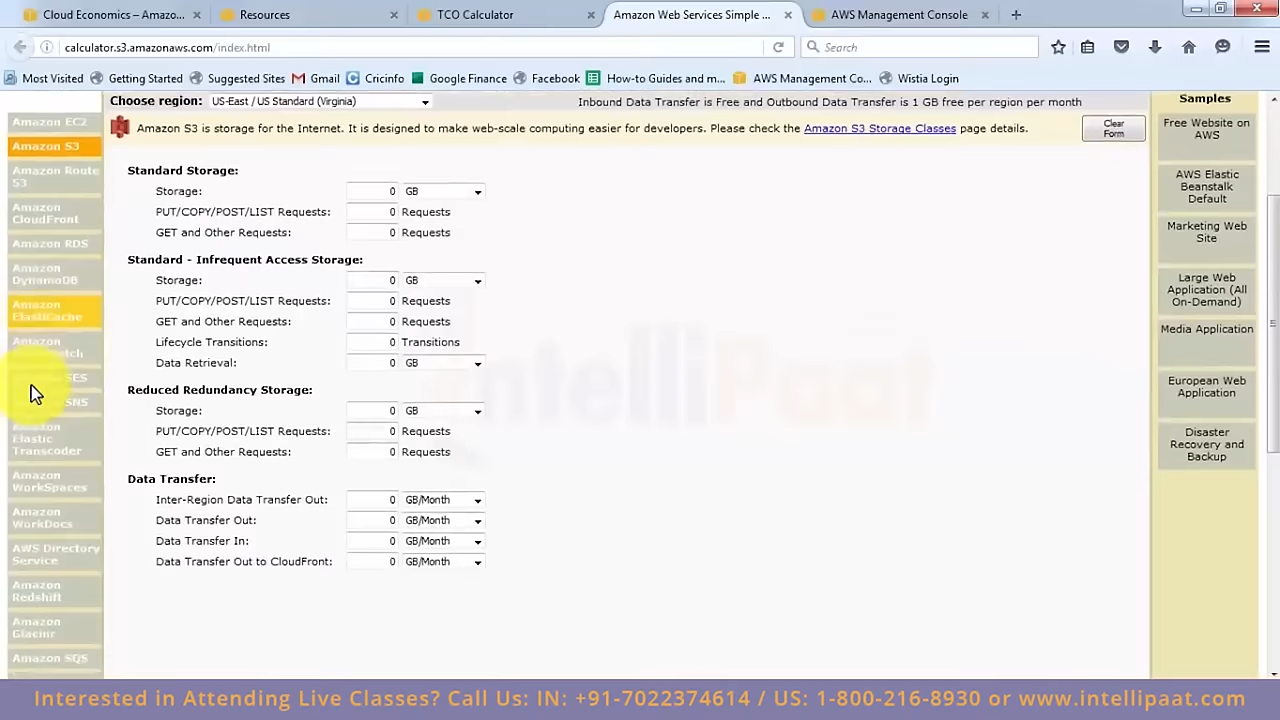 Cloud Economics – Amazo...
Resources
TCO Calculator
Amazon Web Services Simple ...
AWS Management Console
calculator.s3.amazonaws.com/index.html
Search
Most Visited
Getting Started
Suggested Sites
Gmail
Cricinfo
Google Finance
Facebook
How-to Guides and m...
AWS Management Co...
Wistia Login
Choose region: US-East / US Standard (Virginia)
Inbound Data Transfer is Free and Outbound Data Transfer is 1 GB free per region per month
Amazon S3 is storage for the Internet. It is designed to make web-scale computing easier for developers. Please check the Amazon S3 Storage Classes page details.
Clear
Form
Amazon EC2
Amazon S3
Amazon Route
53
Amazon
CloudFront
Amazon RDS
Amazon
DynamoDB
Amazon
ElastiCache
Amazon
SES
SNS
Amazon
Elastic
Transcoder
Amazon
WorkSpaces
Amazon
WorkDocs
AWS Directory
Service
Amazon
Redshift
Amazon
Glacier
Amazon SQS
Standard Storage:
Storage: 0 GB
PUT/COPY/POST/LIST Requests: 0 Requests
GET and Other Requests: 0 Requests
Standard - Infrequent Access Storage:
Storage: 0 GB
PUT/COPY/POST/LIST Requests: 0 Requests
GET and Other Requests: 0 Requests
Lifecycle Transitions: 0 Transitions
Data Retrieval: 0 GB
Reduced Redundancy Storage:
Storage: 0 GB
PUT/COPY/POST/LIST Requests: 0 Requests
GET and Other Requests: 0 Requests
Data Transfer:
Inter-Region Data Transfer Out: 0 GB/Month
Data Transfer Out: 0 GB/Month
Data Transfer In: 0 GB/Month
Data Transfer Out to CloudFront: 0 GB/Month
Samples
Free Website on
AWS
AWS Elastic
Beanstalk
Default
Marketing Web
Site
Large Web
Application (All
On-Demand)
Media Application
European Web
Application
Disaster
Recovery and
Backup
IntelliPaat
Interested in Attending Live Classes? Call Us: IN: +91-7022374614 / US: 1-800-216-8930 or www.intellipaat.com